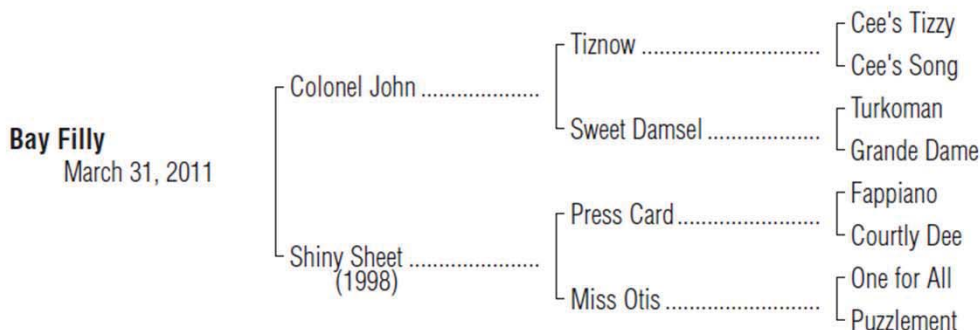 Cee's Tizzy
Tiznow ......................................
Cee's Song
Colonel John .........................
Turkoman
Sweet Damsel ........................
Grande Dame
Bay Filly
March 31, 2011
Fappiano
Press Card ..............................
Courtly Dee
Shiny Sheet ...........................
(1998)
One for All
Miss Otis .................................
Puzzlement